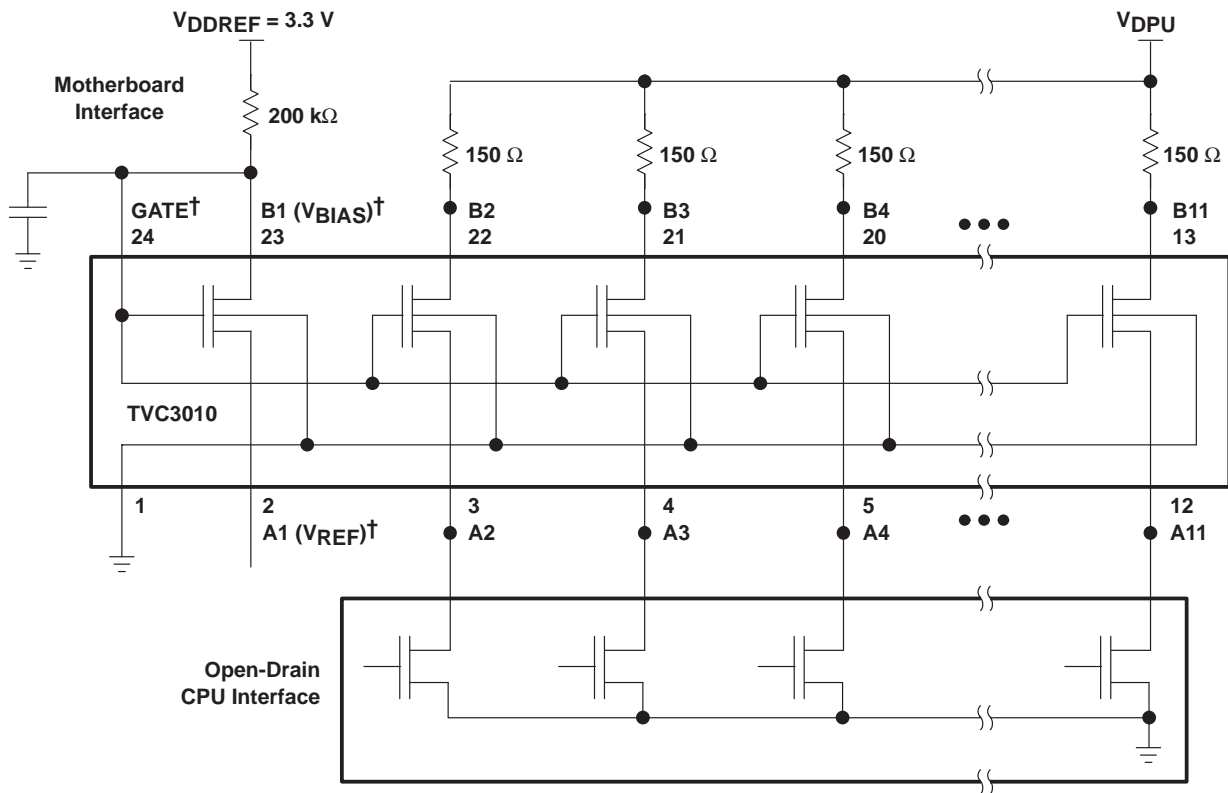 VDDREF = 3.3 V
VDPU
Motherboard
Interface
200 kΩ
150 Ω
150 Ω
150 Ω
150 Ω
GATE†
24
B1 (VBIAS)†
23
B2
22
B3
21
B4
20
B11
13
TVC3010
1
2
A1 (VREF)†
3
A2
4
A3
5
A4
12
A11
Open-Drain
CPU Interface